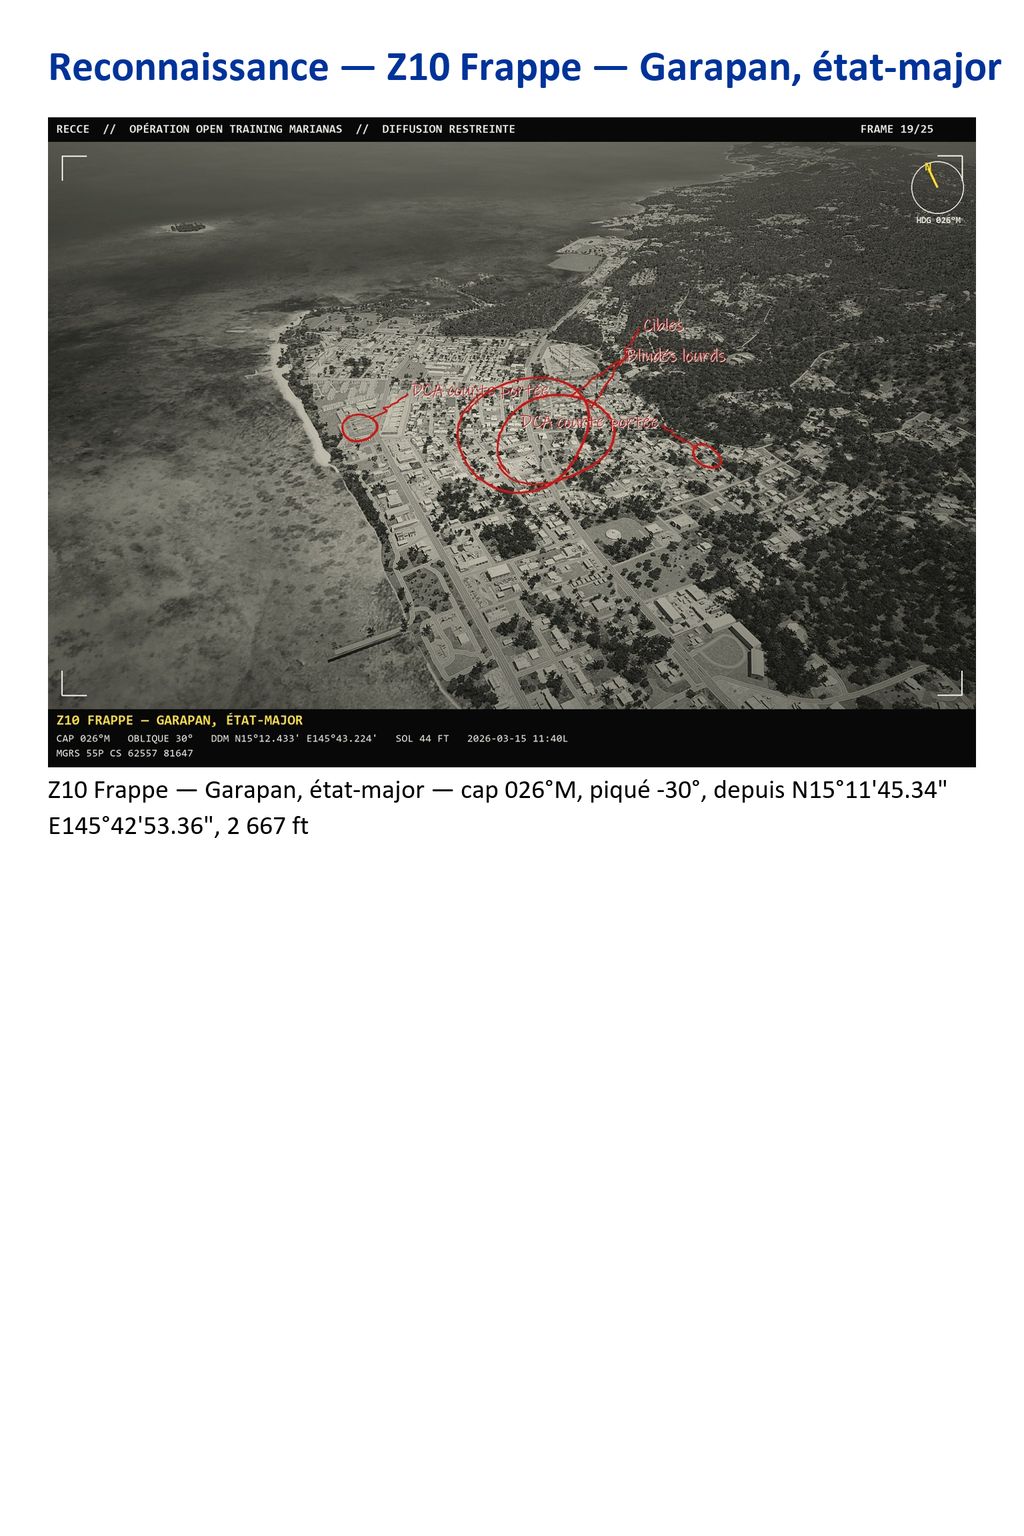 Reconnaissance — Z10 Frappe — Garapan, état-major
RECCE // OPÉRATION OPEN TRAINING MARIANAS // DIFFUSION RESTREINTE
FRAME 19/25
N
HDG 026°M
Cibles
Blindés lourds
DCA courte portée
DCA courte portée
Z10 FRAPPE — GARAPAN, ÉTAT-MAJOR
CAP 026°M OBLIQUE 30° DDM N15°12.433' E145°43.224' SOL 44 FT 2026-03-15 11:40L
MGRS 55P CS 62557 81647
Z10 Frappe — Garapan, état-major — cap 026°M, piqué -30°, depuis N15°11'45.34"
E145°42'53.36", 2 667 ft